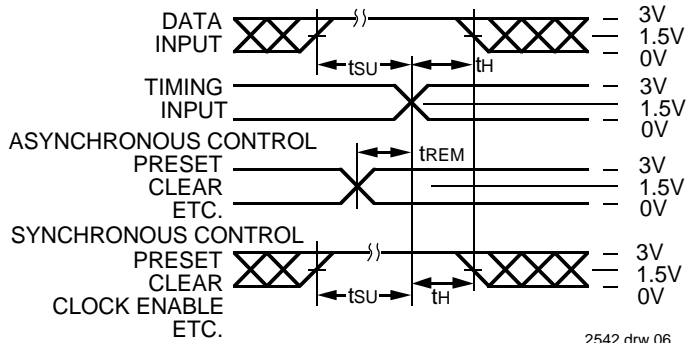 DATA
INPUT
tSU
tH
3V
1.5V
0V
TIMING
INPUT
3V
1.5V
0V
ASYNCHRONOUS CONTROL
PRESET
CLEAR
ETC.
tREM
3V
1.5V
0V
SYNCHRONOUS CONTROL
PRESET
CLEAR
CLOCK ENABLE
ETC.
tSU
tH
3V
1.5V
0V
2542 drw 06